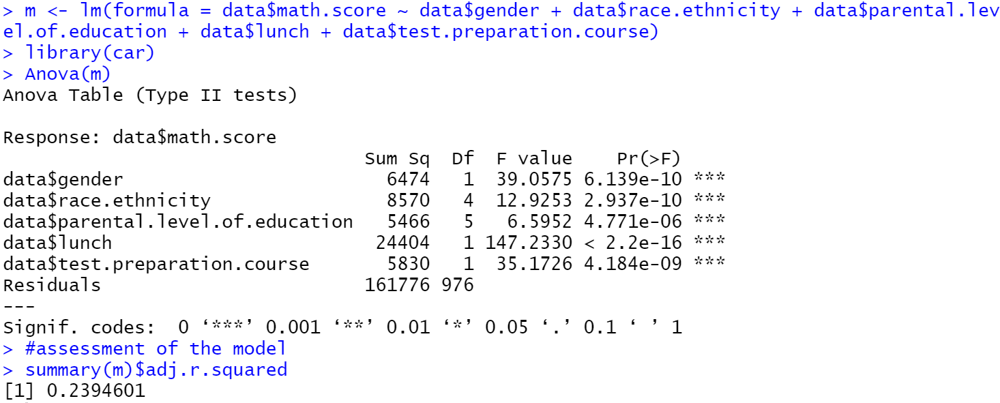 > m <- lm(formula = data$math.score ~ data$gender + data$race.ethnicity + data$parental.lev
el.of.education + data$lunch + data$test.preparation.course)
> library(car)
> Anova(m)
Anova Table (Type II tests)

Response: data$math.score
                                 Sum Sq  Df  F value    Pr(>F)
data$gender                        6474   1  39.0575 6.139e-10 ***
data$race.ethnicity                8570   4  12.9253 2.937e-10 ***
data$parental.level.of.education   5466   5   6.5952 4.771e-06 ***
data$lunch                        24404   1 147.2330 < 2.2e-16 ***
data$test.preparation.course       5830   1  35.1726 4.184e-09 ***
Residuals                        161776 976
---
Signif. codes:  0 ‘***’ 0.001 ‘**’ 0.01 ‘*’ 0.05 ‘.’ 0.1 ‘ ’ 1
> #assessment of the model
> summary(m)$adj.r.squared
[1] 0.2394601